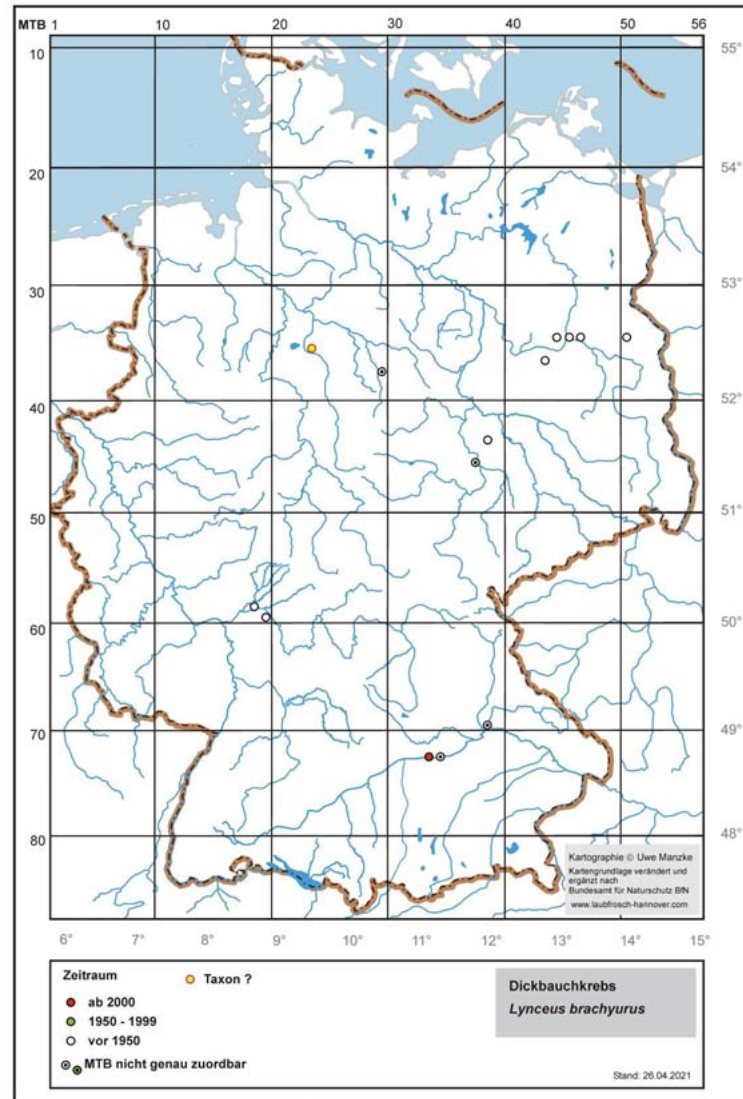 MTB 1 10 20 30 40 50 56
10 55°
20 54°
30 53°
40 52°
50 51°
60 50°
70 49°
80 48°
Kartographie © Uwe Manzke
Kartengrundlage verändert und
ergänzt nach
Bundesamt für Naturschutz BfN
www.laubfrosch-hannover.com
6° 7° 8° 9° 10° 11° 12° 13° 14° 15°
Zeitraum
Taxon ?
ab 2000
1950 - 1999
vor 1950
MTB nicht genau zuordbar
Dickbauchkrebs
Lynceus brachyurus
Stand: 26.04.2021